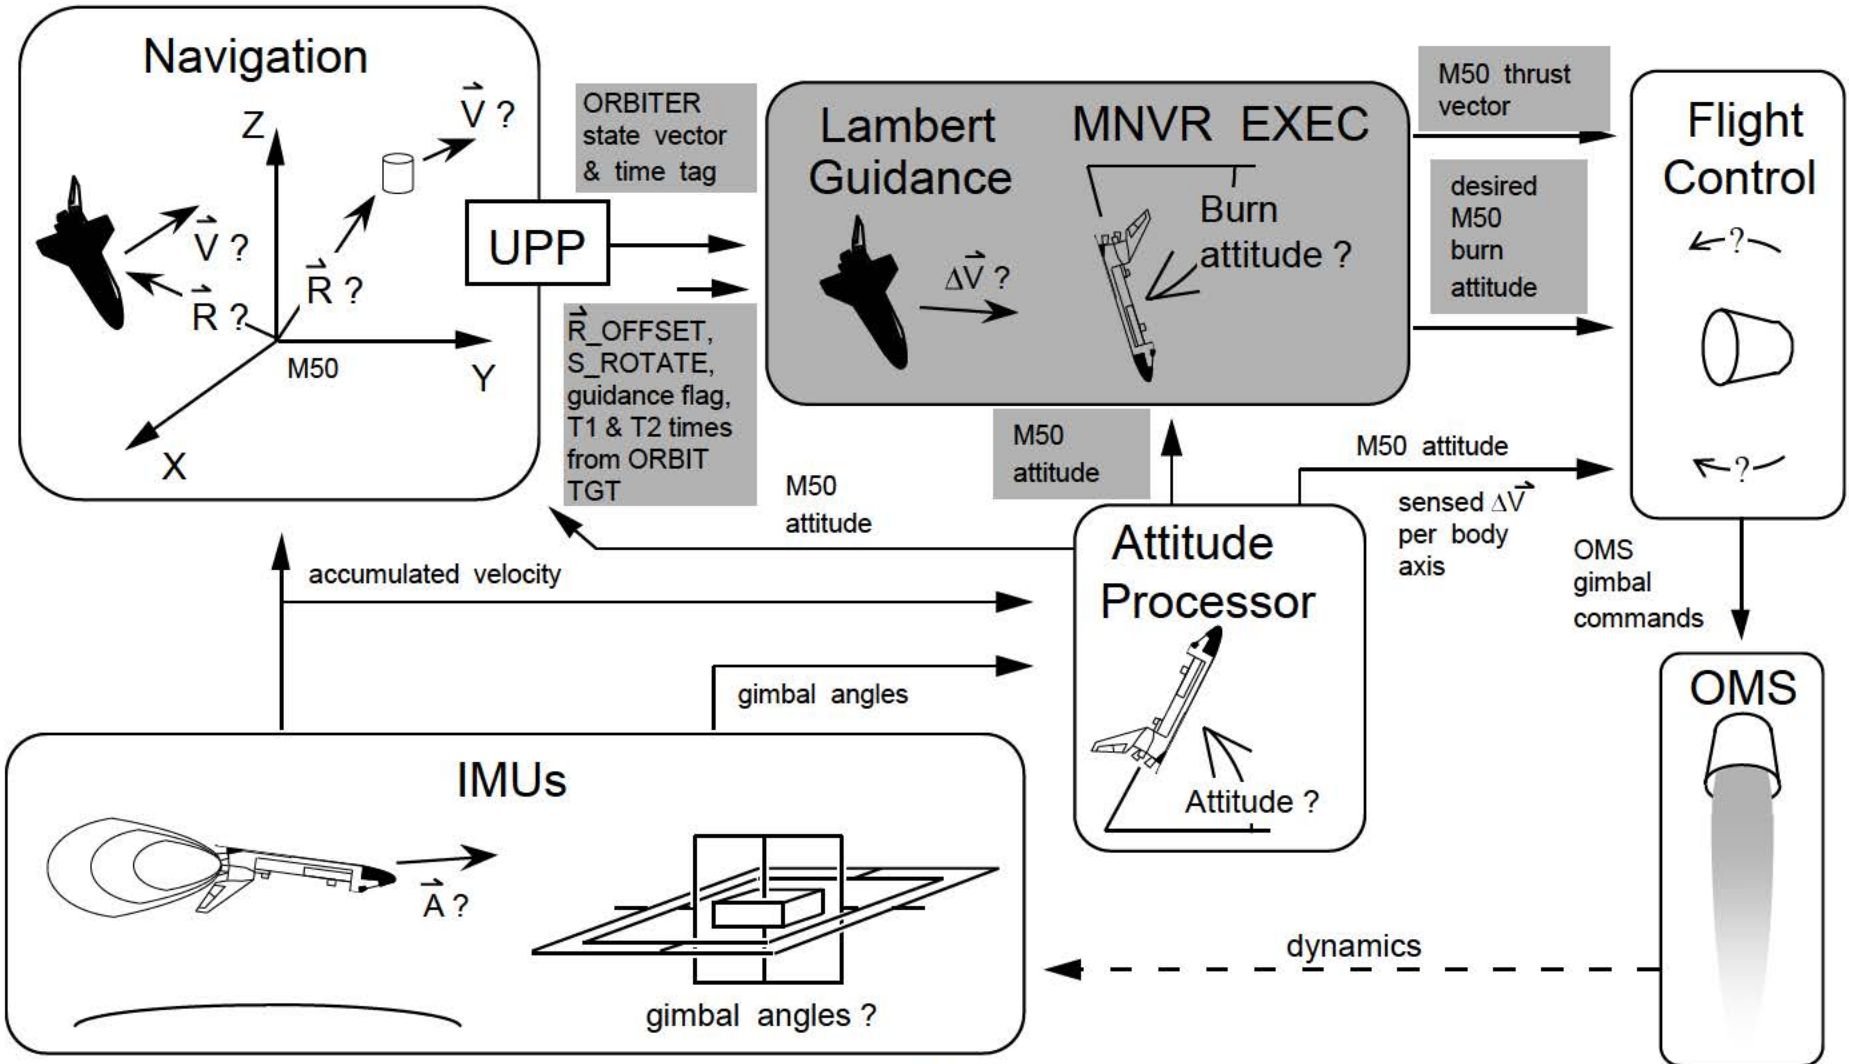 Navigation
Z
V ?
V ?
R ?
R ?
M50
Y
X
UPP
ORBITER
state vector
& time tag
R_OFFSET,
S_ROTATE,
guidance flag,
T1 & T2 times
from ORBIT
TGT
Lambert
Guidance
MNVR EXEC
ΔV ?
Burn
attitude ?
M50 thrust
vector
desired
M50
burn
attitude
Flight
Control
?
?
M50
attitude
M50
attitude
M50 attitude
sensed ΔV
per body
axis
OMS
gimbal
commands
accumulated velocity
gimbal angles
Attitude
Processor
Attitude ?
OMS
IMUs
A ?
gimbal angles ?
dynamics